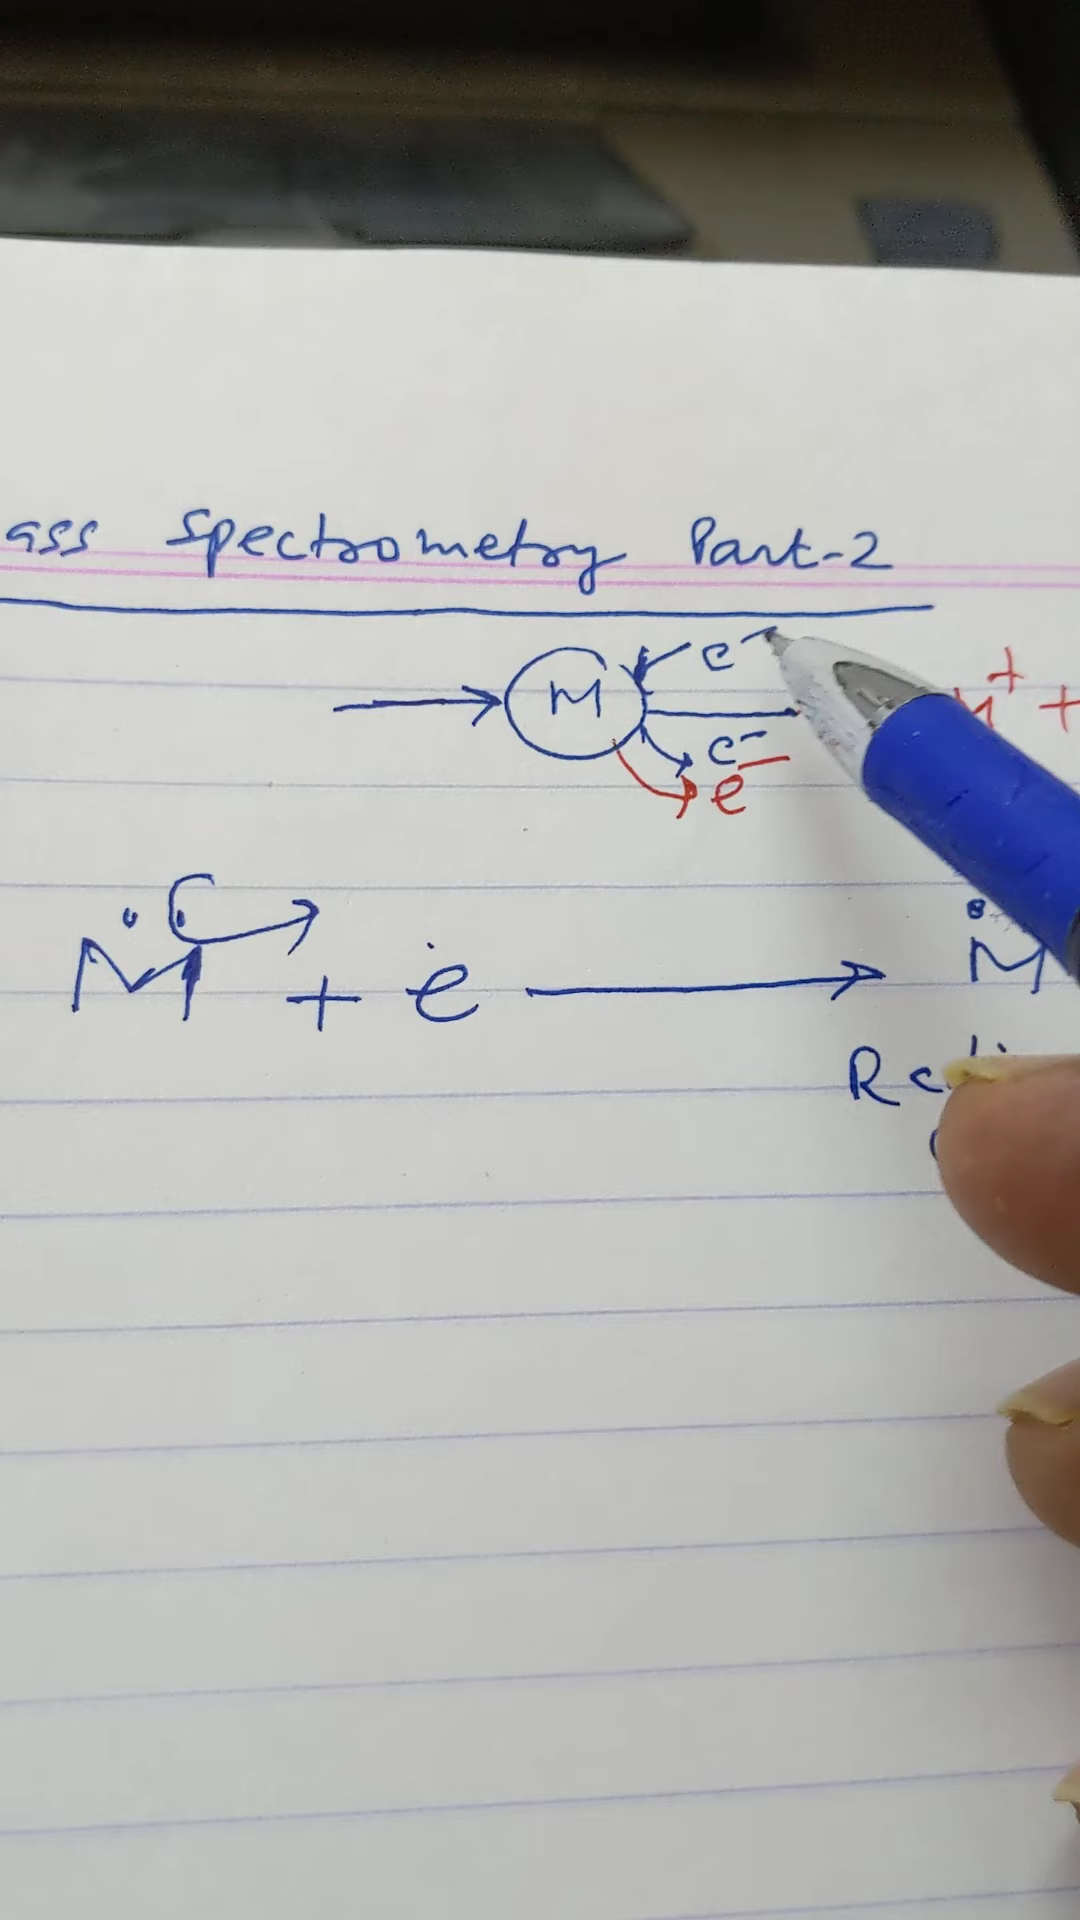 ass Spectrometry Part-2
M e⁻ + +
e⁻
e⁻
M + e M